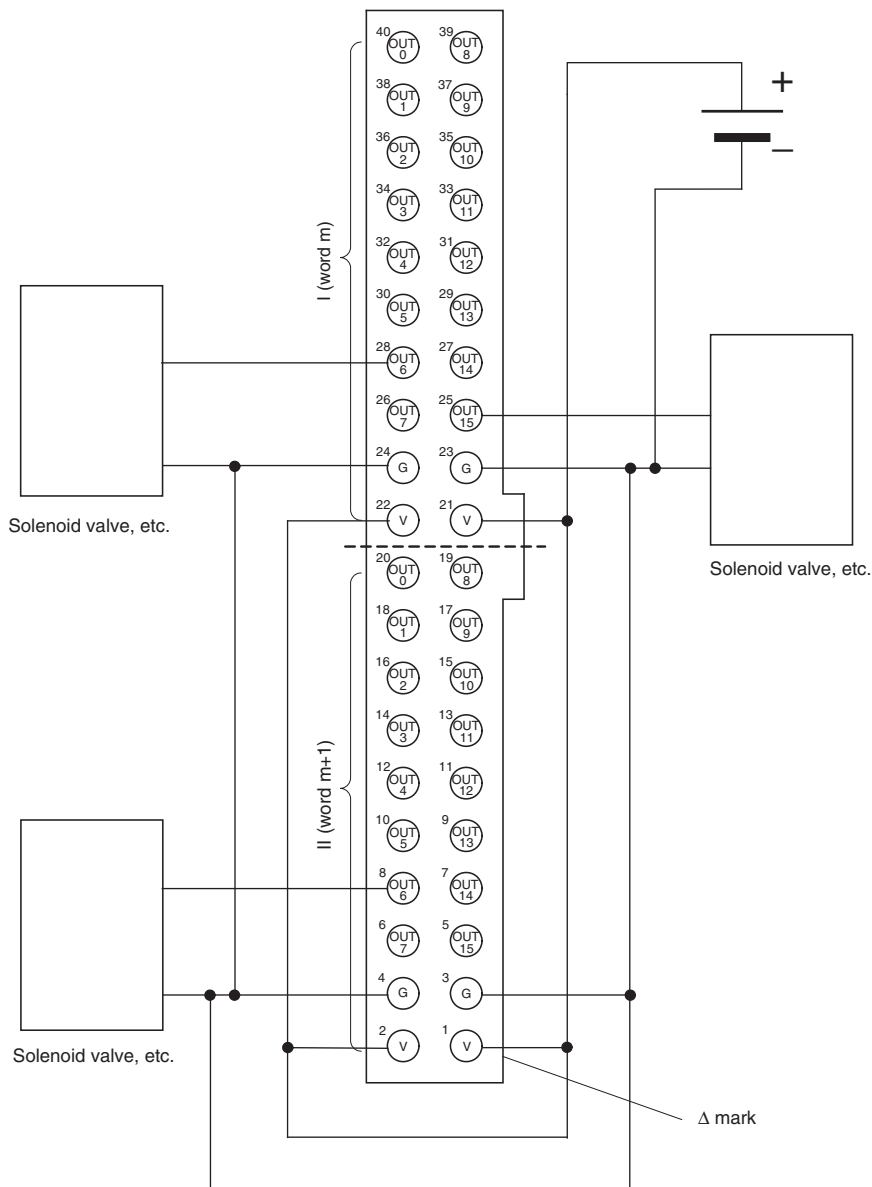 40 OUT 0 39 OUT 8
38 OUT 1 37 OUT 9
36 OUT 2 35 OUT 10
34 OUT 3 33 OUT 11
32 OUT 4 31 OUT 12
30 OUT 5 29 OUT 13
28 OUT 6 27 OUT 14
26 OUT 7 25 OUT 15
24 G 23 G
22 V 21 V
I (word m)
+
−
Solenoid valve, etc.
Solenoid valve, etc.
20 OUT 0 19 OUT 8
18 OUT 1 17 OUT 9
16 OUT 2 15 OUT 10
14 OUT 3 13 OUT 11
12 OUT 4 11 OUT 12
10 OUT 5 9 OUT 13
8 OUT 6 7 OUT 14
6 OUT 7 5 OUT 15
4 G 3 G
2 V 1 V
II (word m+1)
Solenoid valve, etc.
Δ mark